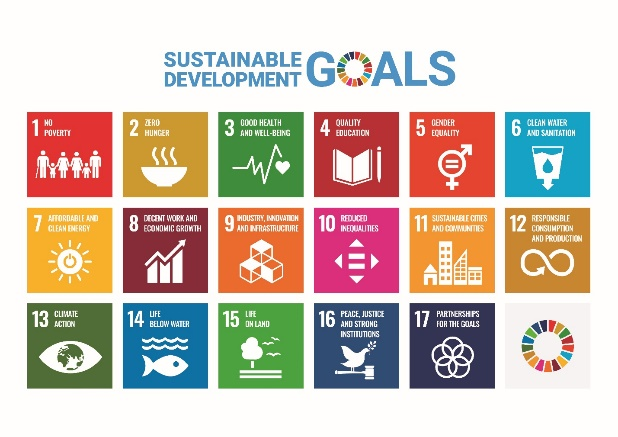 SUSTAINABLE
DEVELOPMENT GOALS
1 NO
POVERTY
2 ZERO
HUNGER
3 GOOD HEALTH
AND WELL-BEING
4 QUALITY
EDUCATION
5 GENDER
EQUALITY
6 CLEAN WATER
AND SANITATION
7 AFFORDABLE AND
CLEAN ENERGY
8 DECENT WORK AND
ECONOMIC GROWTH
9 INDUSTRY, INNOVATION
AND INFRASTRUCTURE
10 REDUCED
INEQUALITIES
11 SUSTAINABLE CITIES
AND COMMUNITIES
12 RESPONSIBLE
CONSUMPTION
AND PRODUCTION
13 CLIMATE
ACTION
14 LIFE
BELOW WATER
15 LIFE
ON LAND
16 PEACE, JUSTICE
AND STRONG
INSTITUTIONS
17 PARTNERSHIPS
FOR THE GOALS